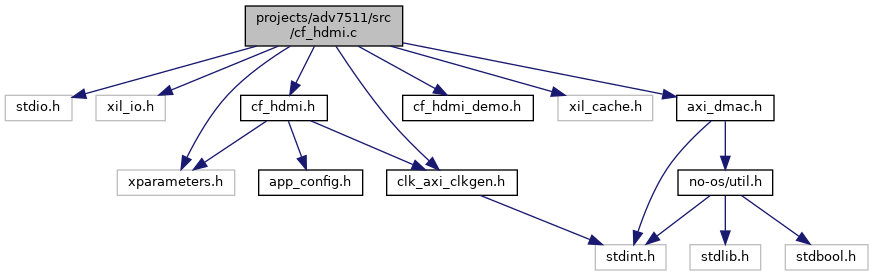 projects/adv7511/src
/cf_hdmi.c
stdio.h
xil_io.h
cf_hdmi.h
cf_hdmi_demo.h
xil_cache.h
axi_dmac.h
xparameters.h
app_config.h
clk_axi_clkgen.h
no-os/util.h
stdint.h
stdlib.h
stdbool.h